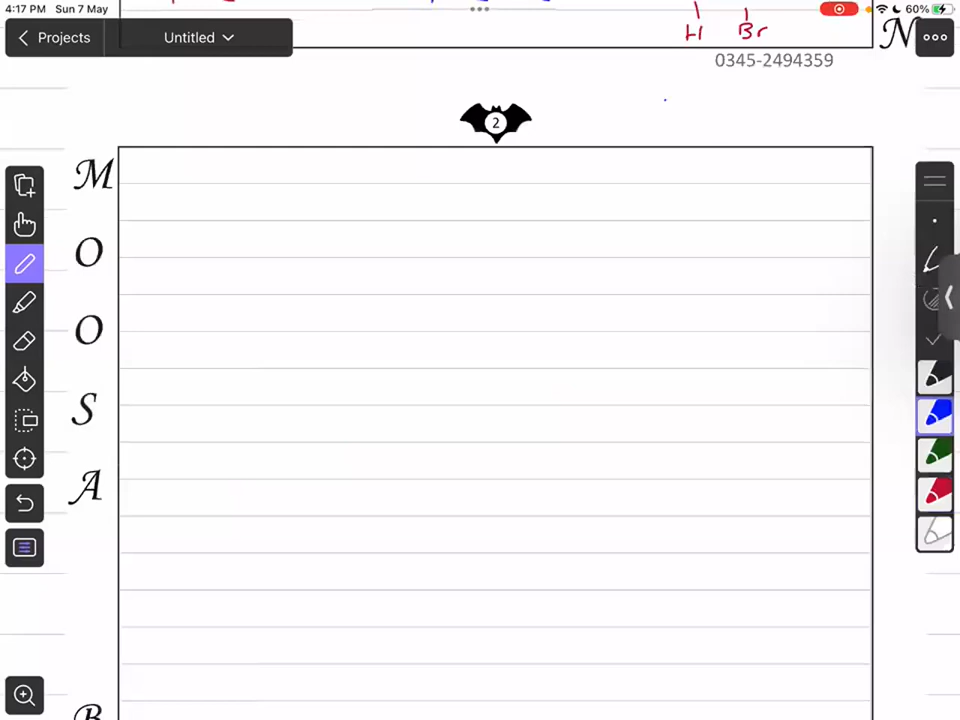 4:17 PM Sun 7 May
60%
Projects
Untitled
H Br
N
0345-2494359
2
M
O
O
S
A
B